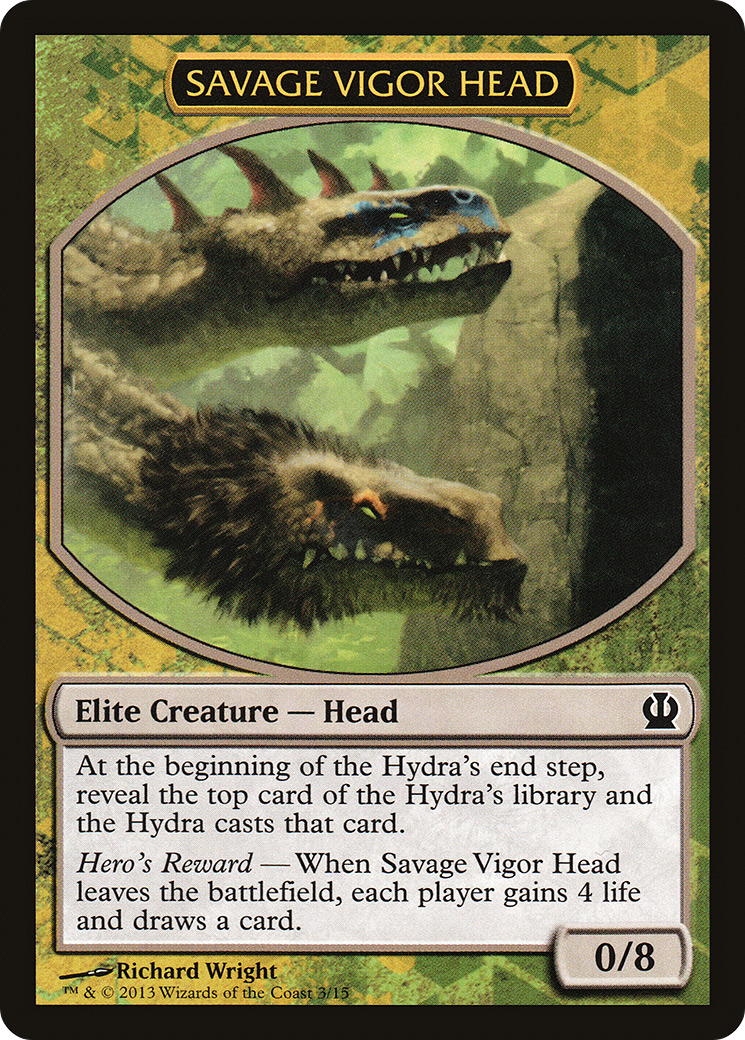 SAVAGE VIGOR HEAD
Elite Creature — Head
At the beginning of the Hydra's end step,
reveal the top card of the Hydra's library and
the Hydra casts that card.
Hero's Reward — When Savage Vigor Head
leaves the battlefield, each player gains 4 life
and draws a card.
0/8
Richard Wright
™ & © 2013 Wizards of the Coast 3/15